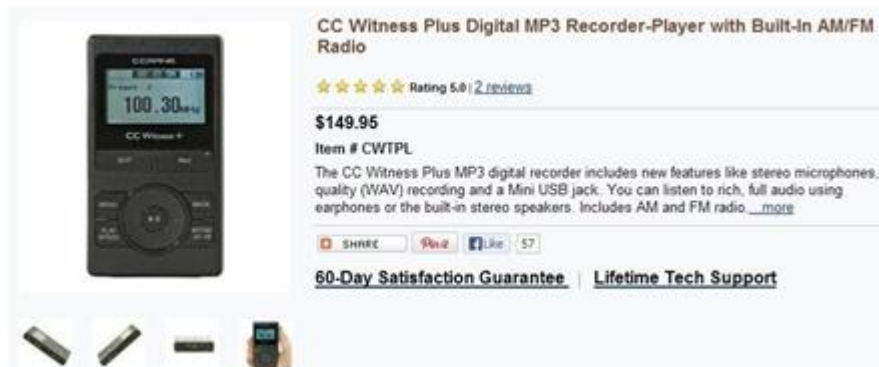 CC Witness Plus Digital MP3 Recorder-Player with Built-In AM/FM
Radio
Rating 5.0 | 2 reviews
$149.95
Item # CWTPL
The CC Witness Plus MP3 digital recorder includes new features like stereo microphones,
quality (WAV) recording and a Mini USB jack. You can listen to rich, full audio using
earphones or the built-in stereo speakers. Includes AM and FM radio. ...more
SHARE Pin it Like 57
60-Day Satisfaction Guarantee | Lifetime Tech Support
CCRANE
100.30
CC Witness+
MENU BACK